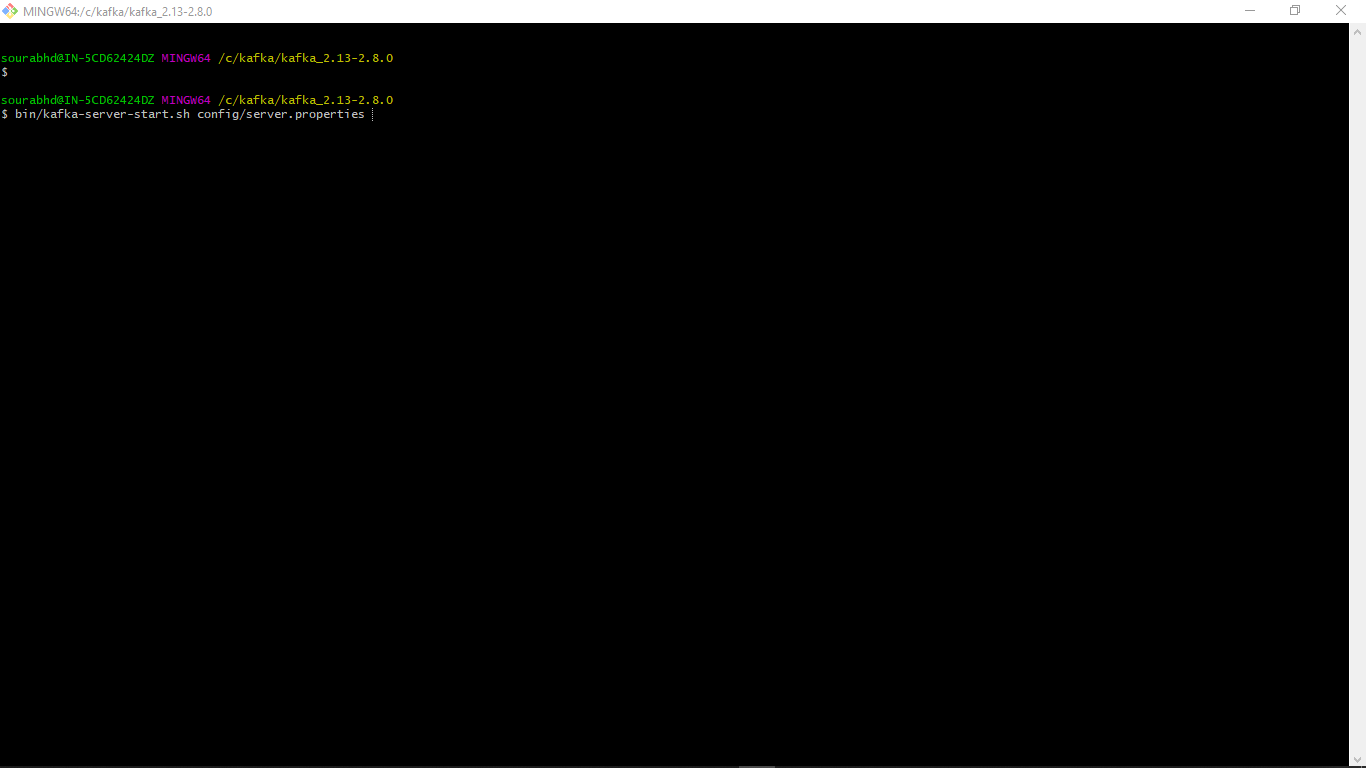 MINGW64:/c/kafka/kafka_2.13-2.8.0
sourabhd@IN-5CD62424DZ MINGW64 /c/kafka/kafka_2.13-2.8.0
$
sourabhd@IN-5CD62424DZ MINGW64 /c/kafka/kafka_2.13-2.8.0
$ bin/kafka-server-start.sh config/server.properties